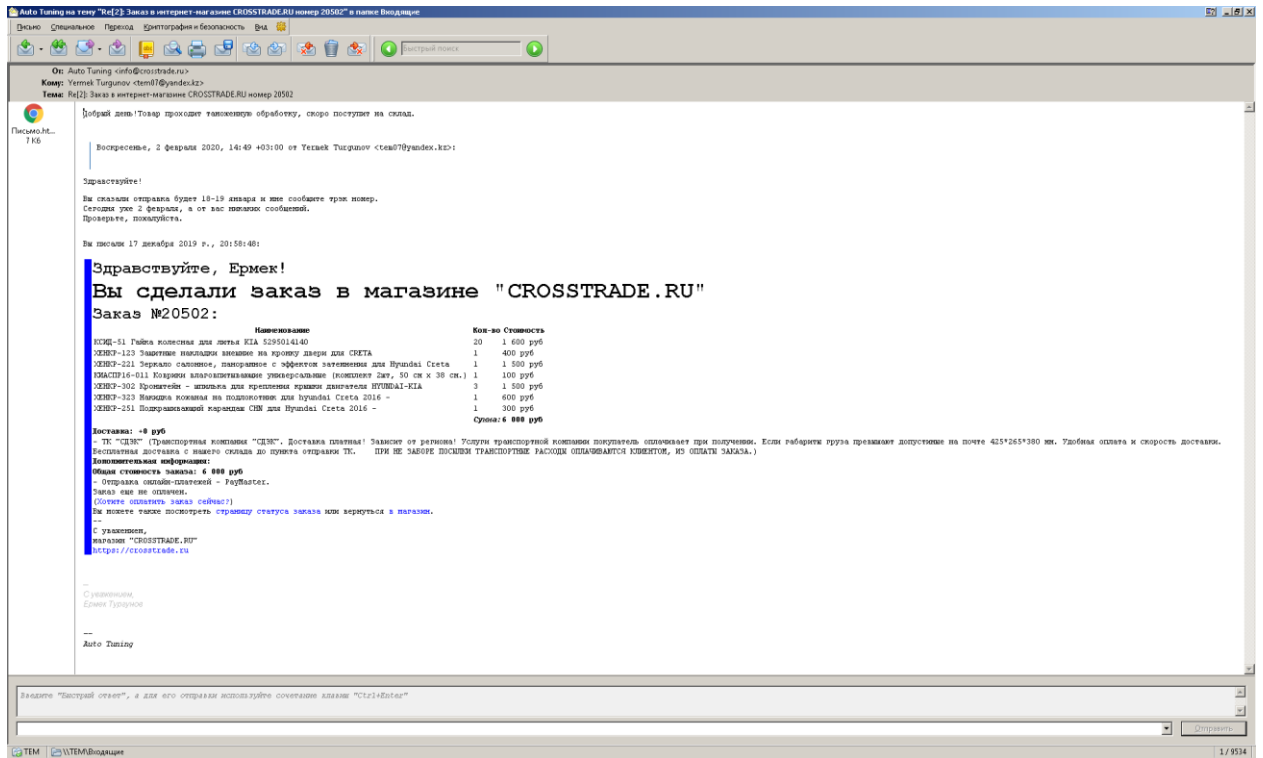 Auto Tuning на тему "Re[2]: Заказ в интернет-магазине CROSSTRADE.RU номер 20502" в папке Входящие
Письмо Специальное Переход Криптография и безопасность Вид
Быстрый поиск
От: Auto Tuning <info@crosstrade.ru>
Кому: Yermek Turgunov <tem07@yandex.kz>
Тема: Re[2]: Заказ в интернет-магазине CROSSTRADE.RU номер 20502
Письмо.ht...
7 Кб
Добрый день!Товар проходит таможенную обработку, скоро поступит на склад.
Воскресенье, 2 февраля 2020, 14:49 +03:00 от Yermek Turgunov <tem07@yandex.kz>:
Здравствуйте!
Вы сказали отправка будет 18-19 января и мне сообщите трэк номер.
Сегодня уже 2 февраля, а от вас никаких сообщений.
Проверьте, пожалуйста.
Вы писали 17 декабря 2019 г., 20:58:48:
Здравствуйте, Ермек!
Вы сделали заказ в магазине "CROSSTRADE.RU"
Заказ №20502:
Наименование Кол-во Стоимость
КСИД-51 Гайка колесная для литья KIA 5295014140 20 1 600 руб
ХЕНКР-123 Защитные накладки внешние на кромку двери для CRETA 1 400 руб
ХЕНКР-221 Зеркало салонное, панорамное с эффектом затемнения для Hyundai Creta 1 1 500 руб
КИАСПР16-011 Коврики влаговпитывающие универсальные (комплект 2шт, 50 см х 38 см.) 1 100 руб
ХЕНКР-302 Кронштейн - шпилька для крепления крышки двигателя HYUNDAI-KIA 3 1 500 руб
ХЕНКР-323 Накидка кожаная на подлокотник для hyundai Creta 2016 - 1 600 руб
ХЕНКР-251 Подкрашивающий карандаш CHN для Hyundai Creta 2016 - 1 300 руб
Сумма: 6 000 руб
Доставка: +0 руб
- ТК "СДЭК" (Транспортная компания "СДЭК". Доставка платная! Зависит от региона! Услуги транспортной компании покупатель оплачивает при получении. Если габариты груза превышают допустимые на почте 425*265*380 мм. Удобная оплата и скорость доставки.
Бесплатная доставка с нашего склада до пункта отправки ТК. ПРИ НЕ ЗАБОРЕ ПОСЫЛКИ ТРАНСПОРТНЫЕ РАСХОДЫ ОПЛАЧИВАЮТСЯ КЛИЕНТОМ, ИЗ ОПЛАТЫ ЗАКАЗА.)
Дополнительная информация:
Общая стоимость заказа: 6 000 руб
- Отправка онлайн-платежей - PayMaster.
Заказ еще не оплачен.
(Хотите оплатить заказ сейчас?)
Вы можете также посмотреть страницу статуса заказа или вернуться в магазин.
--
С уважением,
магазин "CROSSTRADE.RU"
https://crosstrade.ru
--
С уважением,
Ермек Тургунов
--
Auto Tuning
Введите "Быстрый ответ", а для его отправки используйте сочетание клавиш "Ctrl+Enter"
Отправить
TEM \\TEM\Входящие 1 / 9534